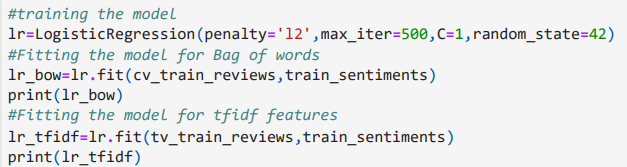 #training the model
lr=LogisticRegression(penalty='l2',max_iter=500,C=1,random_state=42)
#Fitting the model for Bag of words
lr_bow=lr.fit(cv_train_reviews,train_sentiments)
print(lr_bow)
#Fitting the model for tfidf features
lr_tfidf=lr.fit(tv_train_reviews,train_sentiments)
print(lr_tfidf)